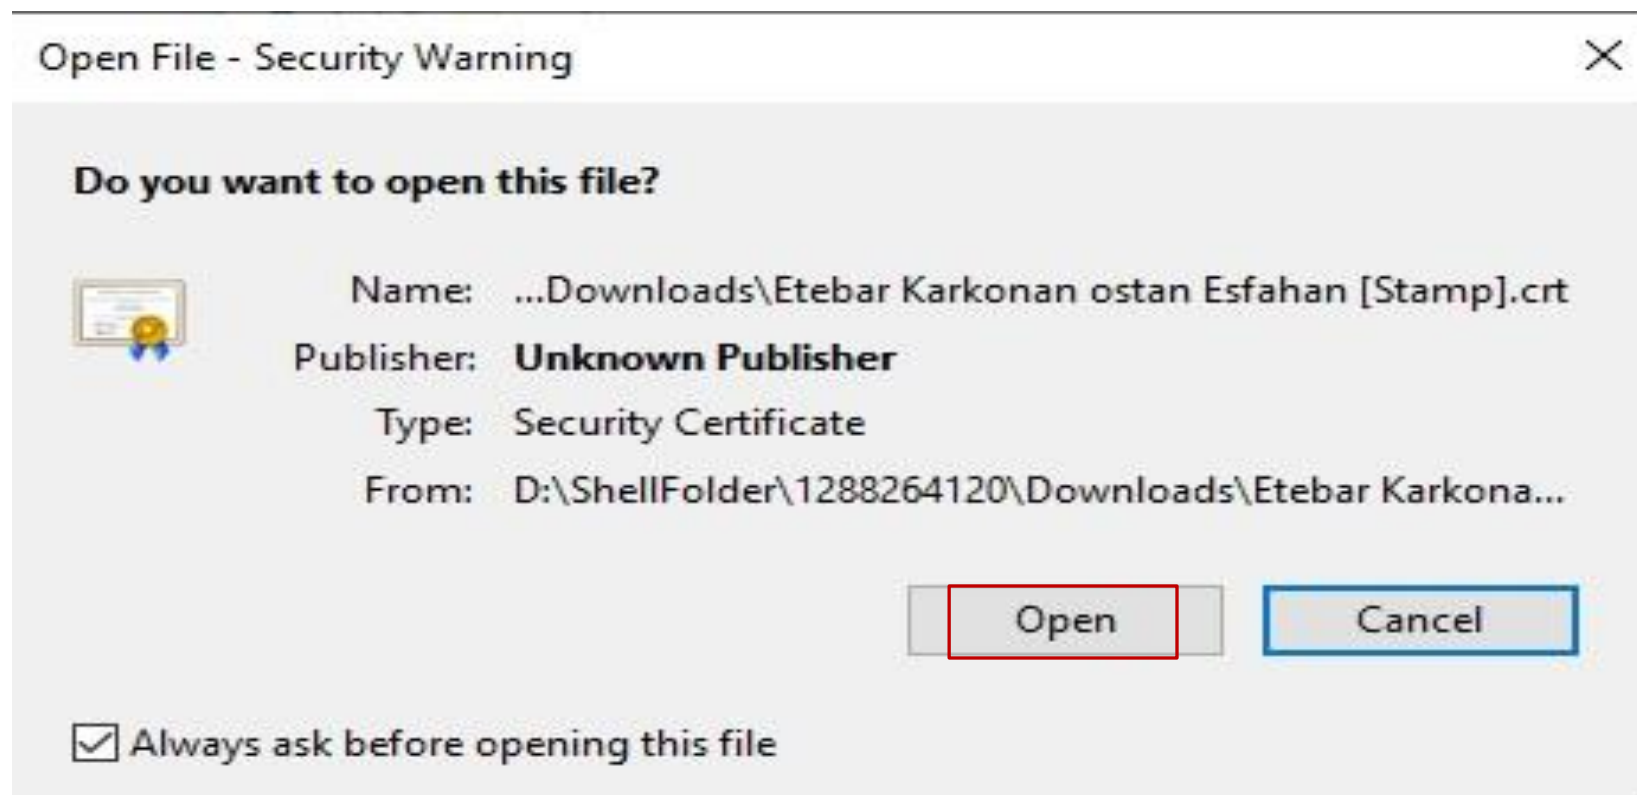 Open File - Security Warning
Do you want to open this file?
Name: ...Downloads\Etebar Karkonan ostan Esfahan [Stamp].crt
Publisher: Unknown Publisher
Type: Security Certificate
From: D:\ShellFolder\1288264120\Downloads\Etebar Karkona...
Open Cancel
Always ask before opening this file